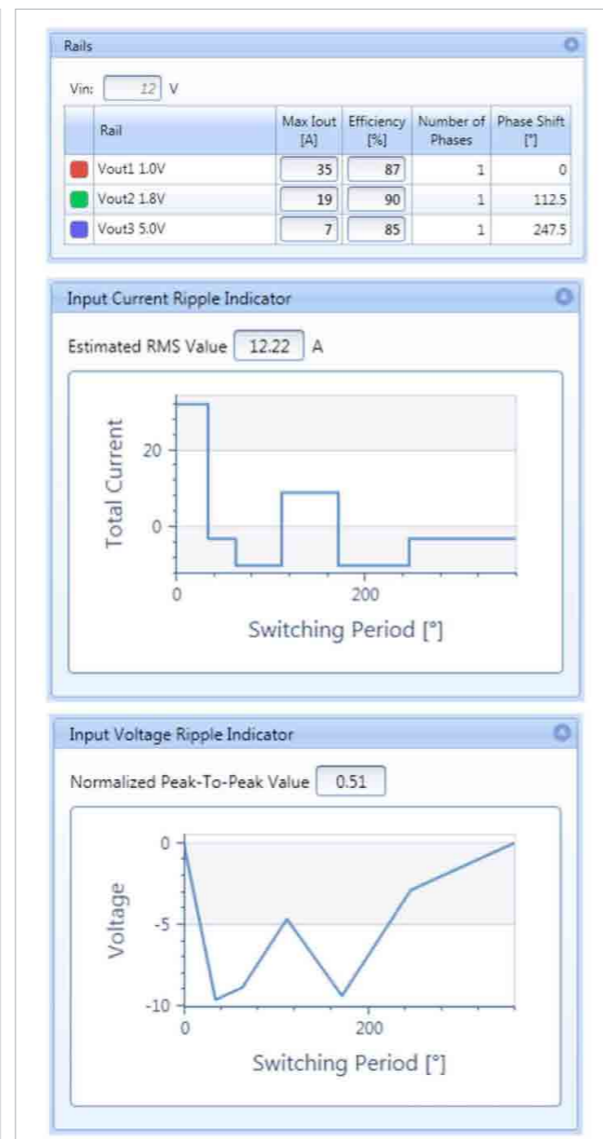 Rails
Vin: 12 V
Rail Max Iout [A] Efficiency [%] Number of Phases Phase Shift [°]
Vout1 1.0V 35 87 1 0
Vout2 1.8V 19 90 1 112.5
Vout3 5.0V 7 85 1 247.5
Input Current Ripple Indicator
Estimated RMS Value 12.22 A
Total Current
20
0
0 200
Switching Period [°]
Input Voltage Ripple Indicator
Normalized Peak-To-Peak Value 0.51
Voltage
0
-5
-10
0 200
Switching Period [°]